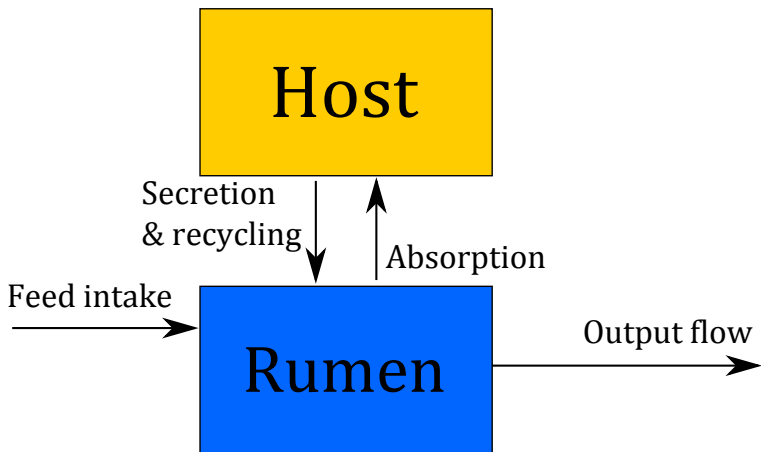 Host
Secretion
& recycling
Absorption
Feed intake
Output flow
Rumen